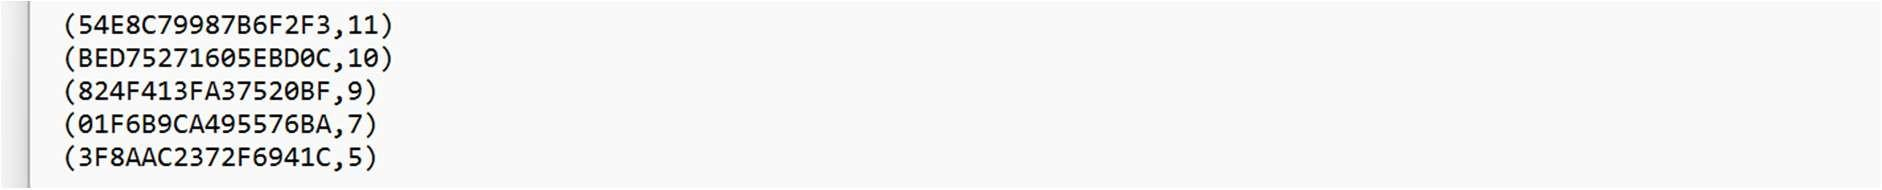 (54E8C79987B6F2F3,11)
(BED75271605EBD0C,10)
(824F413FA37520BF,9)
(01F6B9CA495576BA,7)
(3F8AAC2372F6941C,5)